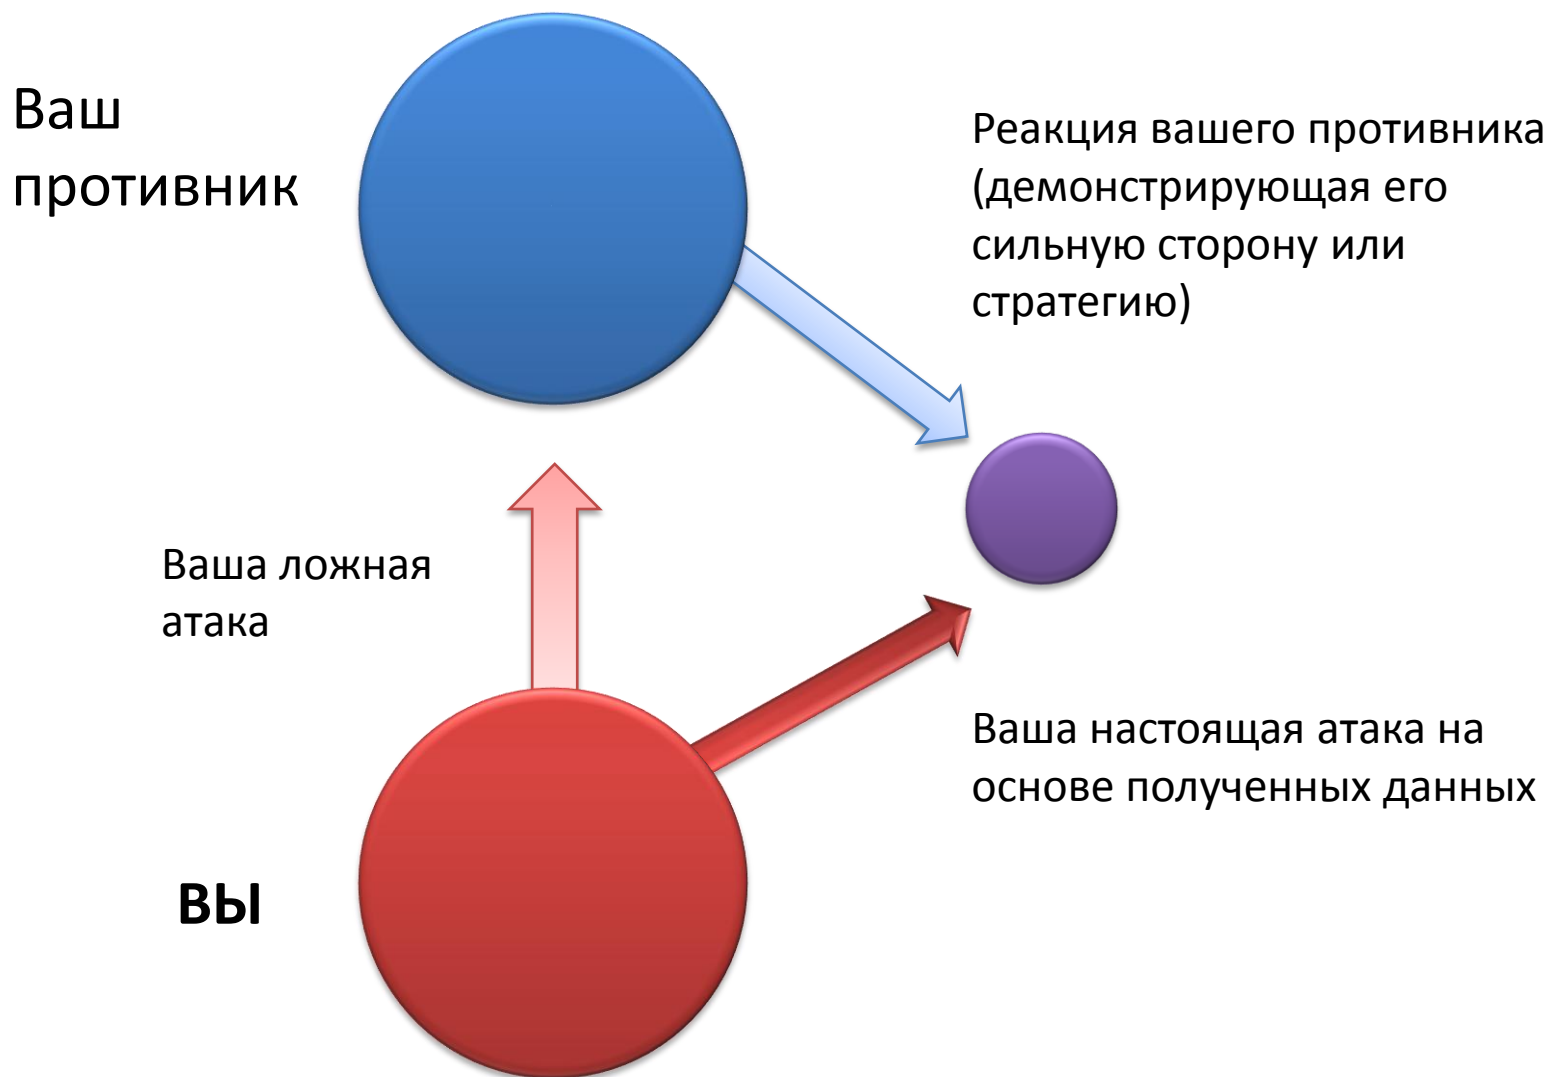 Ваш
противник
Реакция вашего противника
(демонстрирующая его
сильную сторону или
стратегию)
Ваша ложная
атака
Ваша настоящая атака на
основе полученных данных
ВЫ